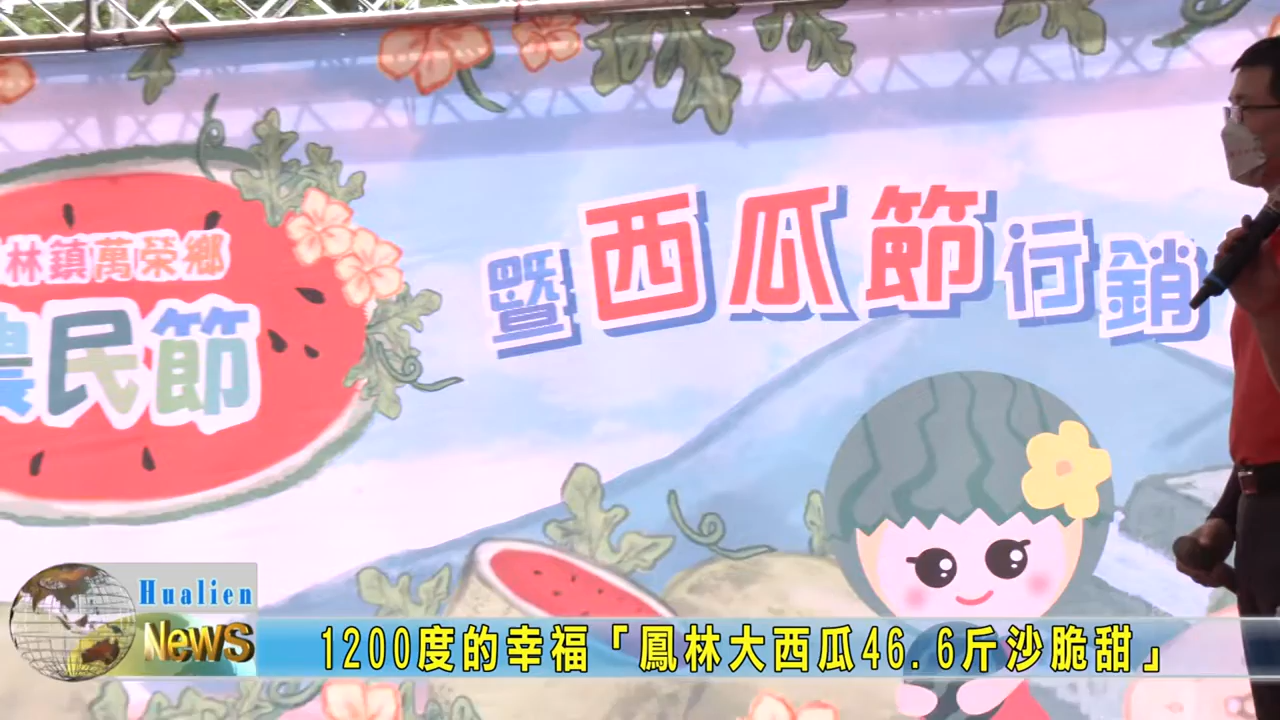 林鎮萬榮鄉
農民節
暨西瓜節行銷
Hualien
News
1200度的幸福「鳳林大西瓜46.6斤沙脆甜」